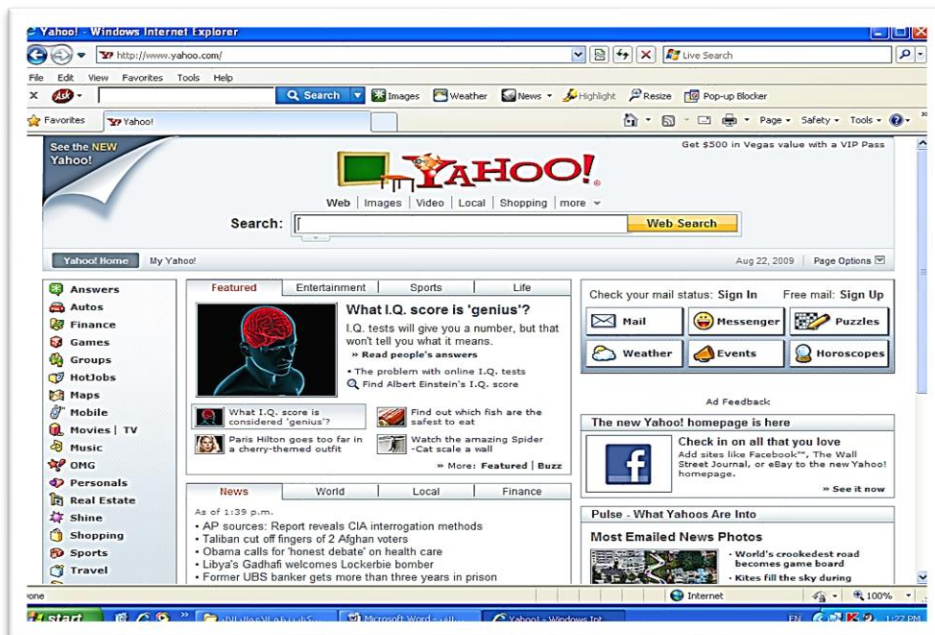 Yahoo! - Windows Internet Explorer
http://www.yahoo.com/
Live Search
File Edit View Favorites Tools Help
x Ask Search Images Weather News Highlight Resize Pop-up Blocker
Favorites Yahoo! Page Safety Tools
See the NEW
Yahoo!
Get $500 in Vegas value with a VIP Pass
YAHOO!
Web | Images | Video | Local | Shopping | more
Search: Web Search
Yahoo! Home My Yahoo! Aug 22, 2009 Page Options
Answers
Autos
Finance
Games
Groups
HotJobs
Maps
Mobile
Movies | TV
Music
OMG
Personals
Real Estate
Shine
Shopping
Sports
Travel
Featured Entertainment Sports Life
What I.Q. score is 'genius'?
I.Q. tests will give you a number, but that
won't tell you what it means.
» Read people's answers
• The problem with online I.Q. tests
Find Albert Einstein's I.Q. score
What I.Q. score is
considered 'genius'?
Find out which fish are the
safest to eat
Paris Hilton goes too far in
a cherry-themed outfit
Watch the amazing Spider
-Cat scale a wall
» More: Featured | Buzz
News World Local Finance
As of 1:39 p.m.
• AP sources: Report reveals CIA interrogation methods
• Taliban cut off fingers of 2 Afghan voters
• Obama calls for 'honest debate' on health care
• Libya's Gadhafi welcomes Lockerbie bomber
• Former UBS banker gets more than three years in prison
Check your mail status: Sign In Free mail: Sign Up
Mail Messenger Puzzles
Weather Events Horoscopes
Ad Feedback
The new Yahoo! homepage is here
Check in on all that you love
Add sites like Facebook™, The Wall
Street Journal, or eBay to the new Yahoo!
homepage.
» See it now
Pulse - What Yahoos Are Into
Most Emailed News Photos
• World's crookedest road
becomes game board
• Kites fill the sky during
one Internet 100%
start Microsoft Word - Yahoo! - Windows Int... EN 1:27 PM